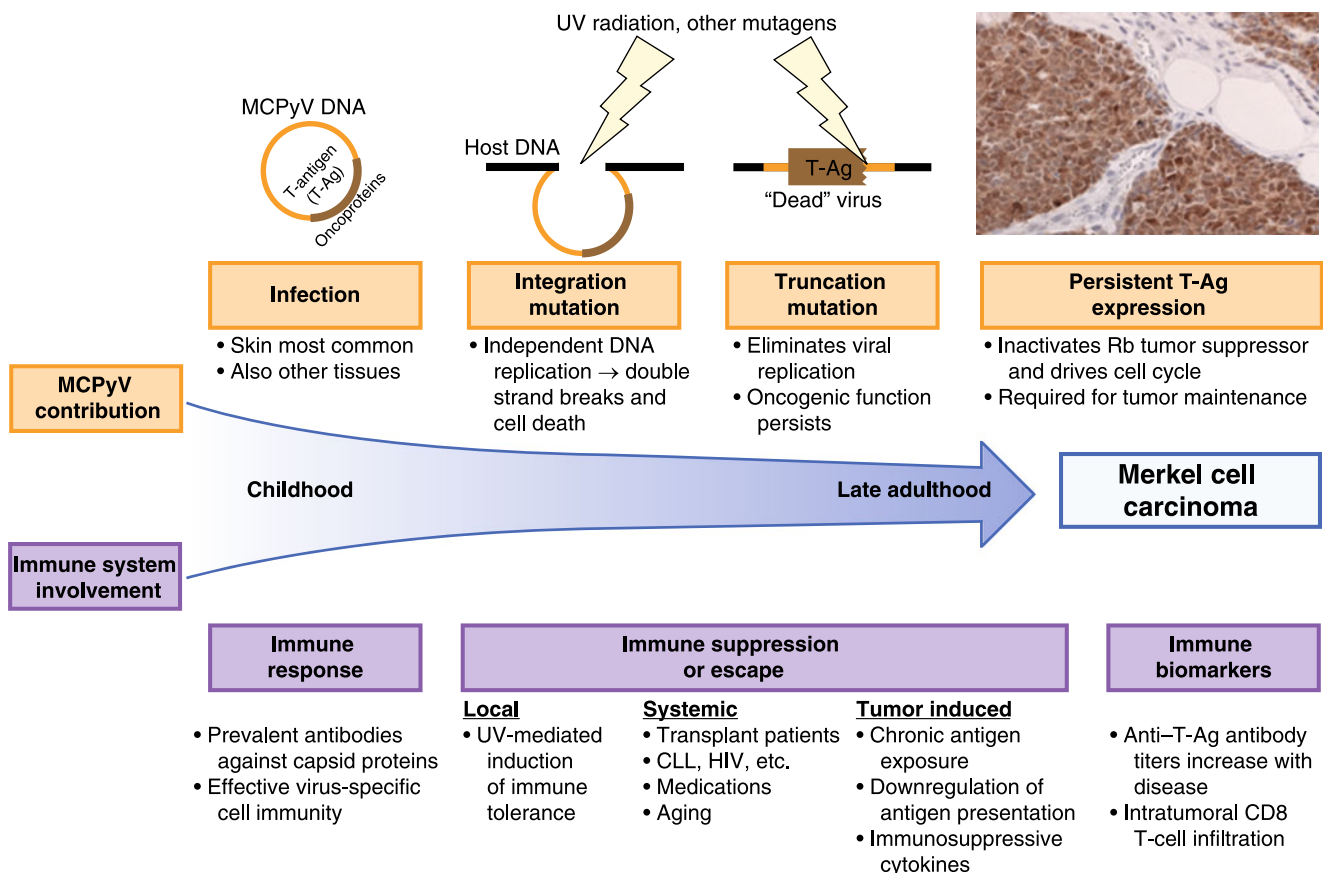 UV radiation, other mutagens
MCPyV DNA
T-antigen
(T-Ag)
Oncoproteins
Host DNA
T-Ag
“Dead” virus
Infection
Integration
mutation
Truncation
mutation
Persistent T-Ag
expression
• Skin most common
• Also other tissues
• Independent DNA
replication → double
strand breaks and
cell death
• Eliminates viral
replication
• Oncogenic function
persists
• Inactivates Rb tumor suppressor
and drives cell cycle
• Required for tumor maintenance
MCPyV
contribution
Childhood
Late adulthood
Merkel cell
carcinoma
Immune system
involvement
Immune
response
Immune suppression
or escape
Immune
biomarkers
• Prevalent antibodies
against capsid proteins
• Effective virus-specific
cell immunity
Local
• UV-mediated
induction
of immune
tolerance
Systemic
• Transplant patients
• CLL, HIV, etc.
• Medications
• Aging
Tumor induced
• Chronic antigen
exposure
• Downregulation of
antigen presentation
• Immunosuppressive
cytokines
• Anti–T-Ag antibody
titers increase with
disease
• Intratumoral CD8
T-cell infiltration